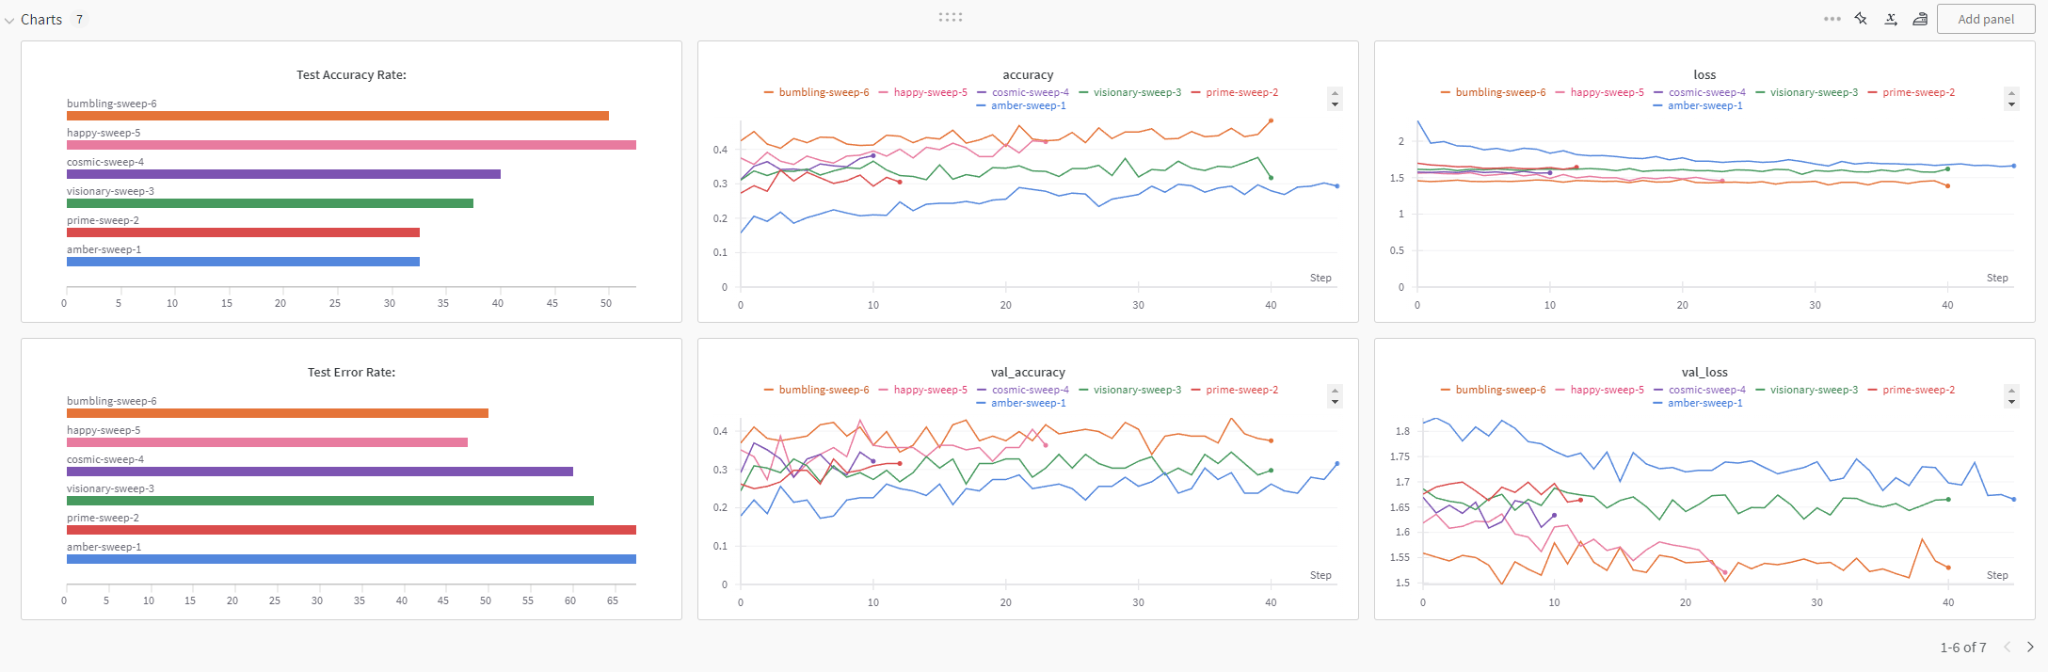 Charts 7
Add panel
Test Accuracy Rate:
bumbling-sweep-6
happy-sweep-5
cosmic-sweep-4
visionary-sweep-3
prime-sweep-2
amber-sweep-1
0 5 10 15 20 25 30 35 40 45 50
accuracy
bumbling-sweep-6 happy-sweep-5 cosmic-sweep-4 visionary-sweep-3 prime-sweep-2
amber-sweep-1
0.4
0.3
0.2
0.1
0
Step
0 10 20 30 40
loss
bumbling-sweep-6 happy-sweep-5 cosmic-sweep-4 visionary-sweep-3 prime-sweep-2
amber-sweep-1
2
1.5
1
0.5
0
Step
0 10 20 30 40
Test Error Rate:
bumbling-sweep-6
happy-sweep-5
cosmic-sweep-4
visionary-sweep-3
prime-sweep-2
amber-sweep-1
0 5 10 15 20 25 30 35 40 45 50 55 60 65
val_accuracy
bumbling-sweep-6 happy-sweep-5 cosmic-sweep-4 visionary-sweep-3 prime-sweep-2
amber-sweep-1
0.4
0.3
0.2
0.1
0
Step
0 10 20 30 40
val_loss
bumbling-sweep-6 happy-sweep-5 cosmic-sweep-4 visionary-sweep-3 prime-sweep-2
amber-sweep-1
1.8
1.75
1.7
1.65
1.6
1.55
1.5
Step
0 10 20 30 40
1-6 of 7